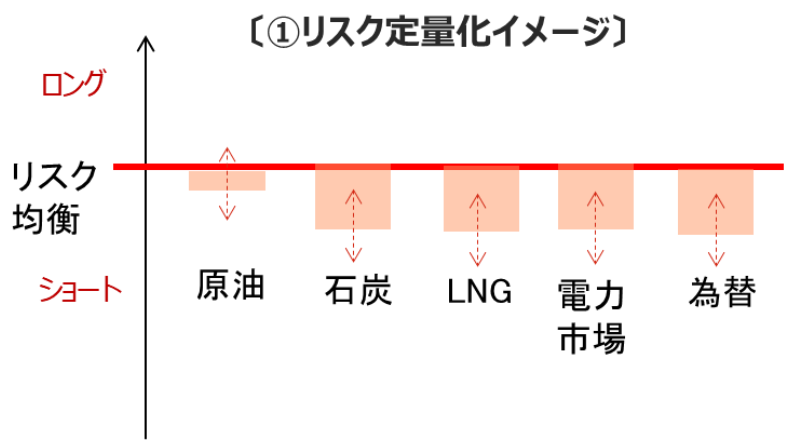 〔①リスク定量化イメージ〕
ロング
リスク
均衡
ショート
原油
石炭
LNG
電力
市場
為替